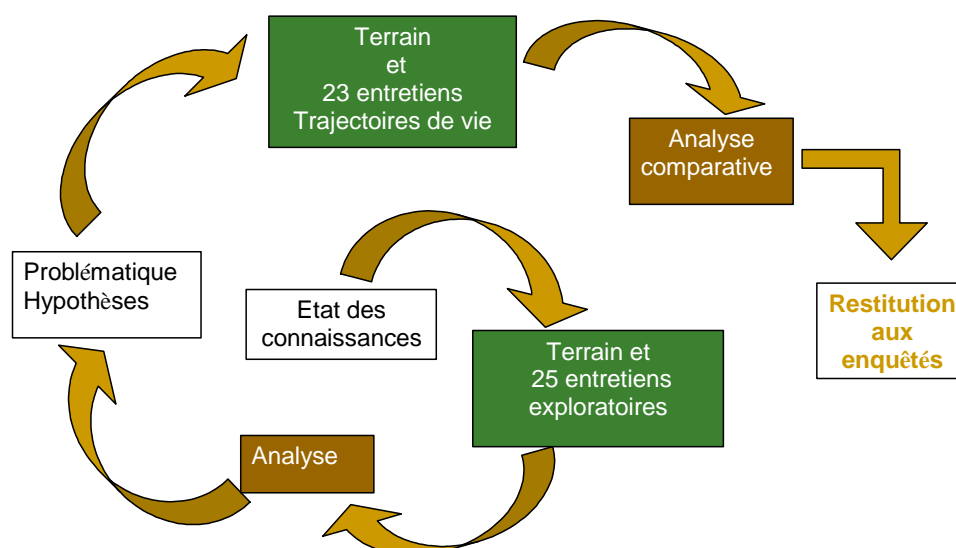 Terrain
et
23 entretiens
Trajectoires de vie
Analyse
comparative
Problématique
Hypothèses
Etat des
connaissances
Restitution
aux
enquêtés
Terrain et
25 entretiens
exploratoires
Analyse